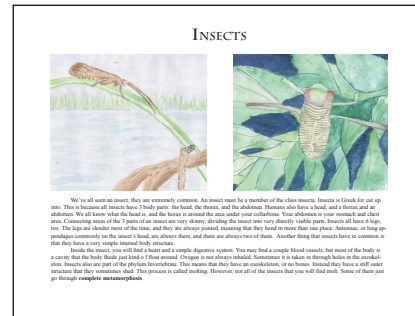 INSECTS
We've all seen an insect; they are extremely common. An insect must be a member of the class insecta. Insecta is Greek for cut up
into. This is because all insects have 3 body parts: the head, the thorax, and the abdomen. Humans also have a head, and a thorax and an
abdomen. We all know what the head is, and the horax is around the area under your collarbone. Your abdomen is your stomach and chest
area. Connecting areas of the 3 parts of an insect are very skinny, dividing the insect into very directly visible parts. Insects all have 6 legs,
too. The legs are slender most of the time, and they are always jointed, meaning that they bend in more than one place. Antennae, or long ap-
pendages commonly on the insect's head, are always there, and there are always two of them. Another thing that insects have in common is
that they have a very simple internal body structure.
Inside the insect, you will find a heart and a simple digestive system. You may find a couple blood vessels, but most of the body is
a cavity that the body fluids just kind o f float around. Oxygen is not always inhaled. Sometimes it is taken in through holes in the exoskel-
eton. Insects also are part of the phylum Invertebrate. This means that they have an exoskeleton, or no bones. Instead they have a stiff outer
structure that they sometimes shed. This process is called molting. However, not all of the insects that you will find molt. Some of them just
go through complete metamorphosis.